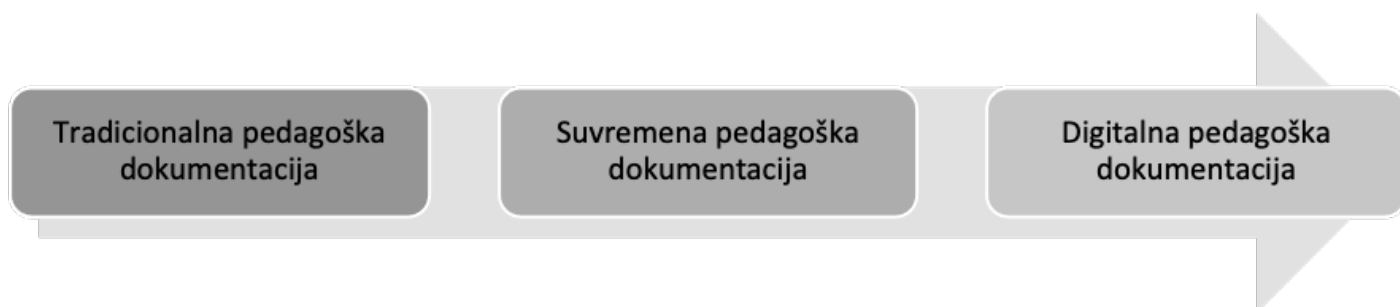 Tradicionalna pedagoška
dokumentacija
Suvremena pedagoška
dokumentacija
Digitalna pedagoška
dokumentacija